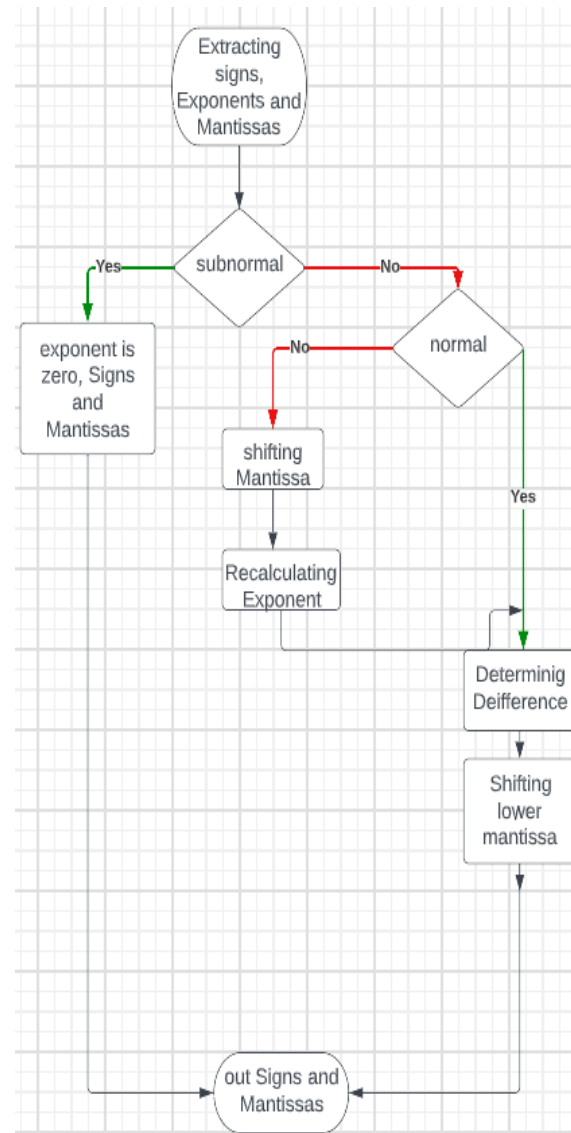 Extracting
signs,
Exponents and
Mantissas
subnormal
Yes
No
exponent is
zero, Signs
and
Mantissas
normal
No
Yes
shifting
Mantissa
Recalculating
Exponent
Determinig
Deifference
Shifting
lower
mantissa
out Signs and
Mantissas